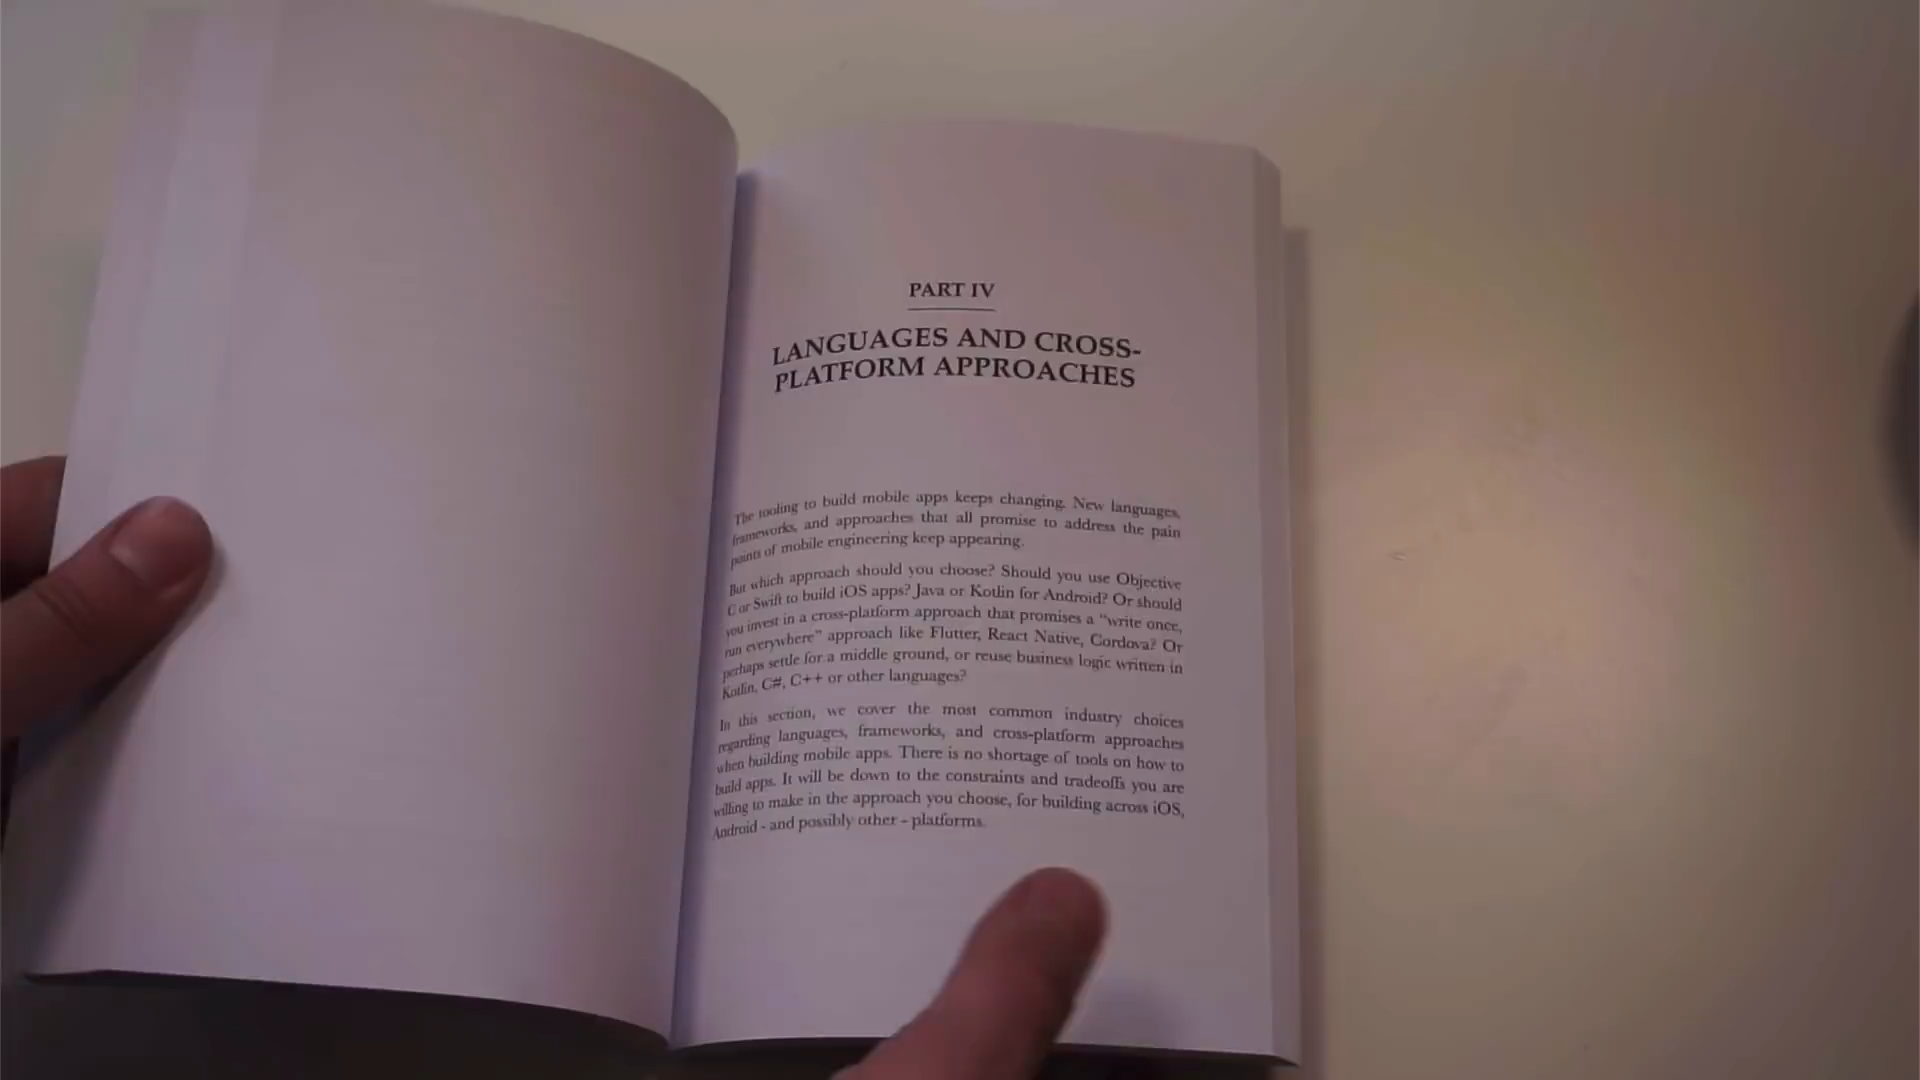 PART IV
LANGUAGES AND CROSS-
PLATFORM APPROACHES
The tooling to build mobile apps keeps changing. New languages,
frameworks, and approaches that all promise to address the pain
points of mobile engineering keep appearing.
But which approach should you choose? Should you use Objective
C or Swift to build iOS apps? Java or Kotlin for Android? Or should
you invest in a cross-platform approach that promises a "write once,
run everywhere" approach like Flutter, React Native, Cordova? Or
perhaps settle for a middle ground, or reuse business logic written in
Kotlin, C#, C++ or other languages?
In this section, we cover the most common industry choices
regarding languages, frameworks, and cross-platform approaches
when building mobile apps. There is no shortage of tools on how to
build apps. It will be down to the constraints and tradeoffs you are
willing to make in the approach you choose, for building across iOS,
Android - and possibly other - platforms.